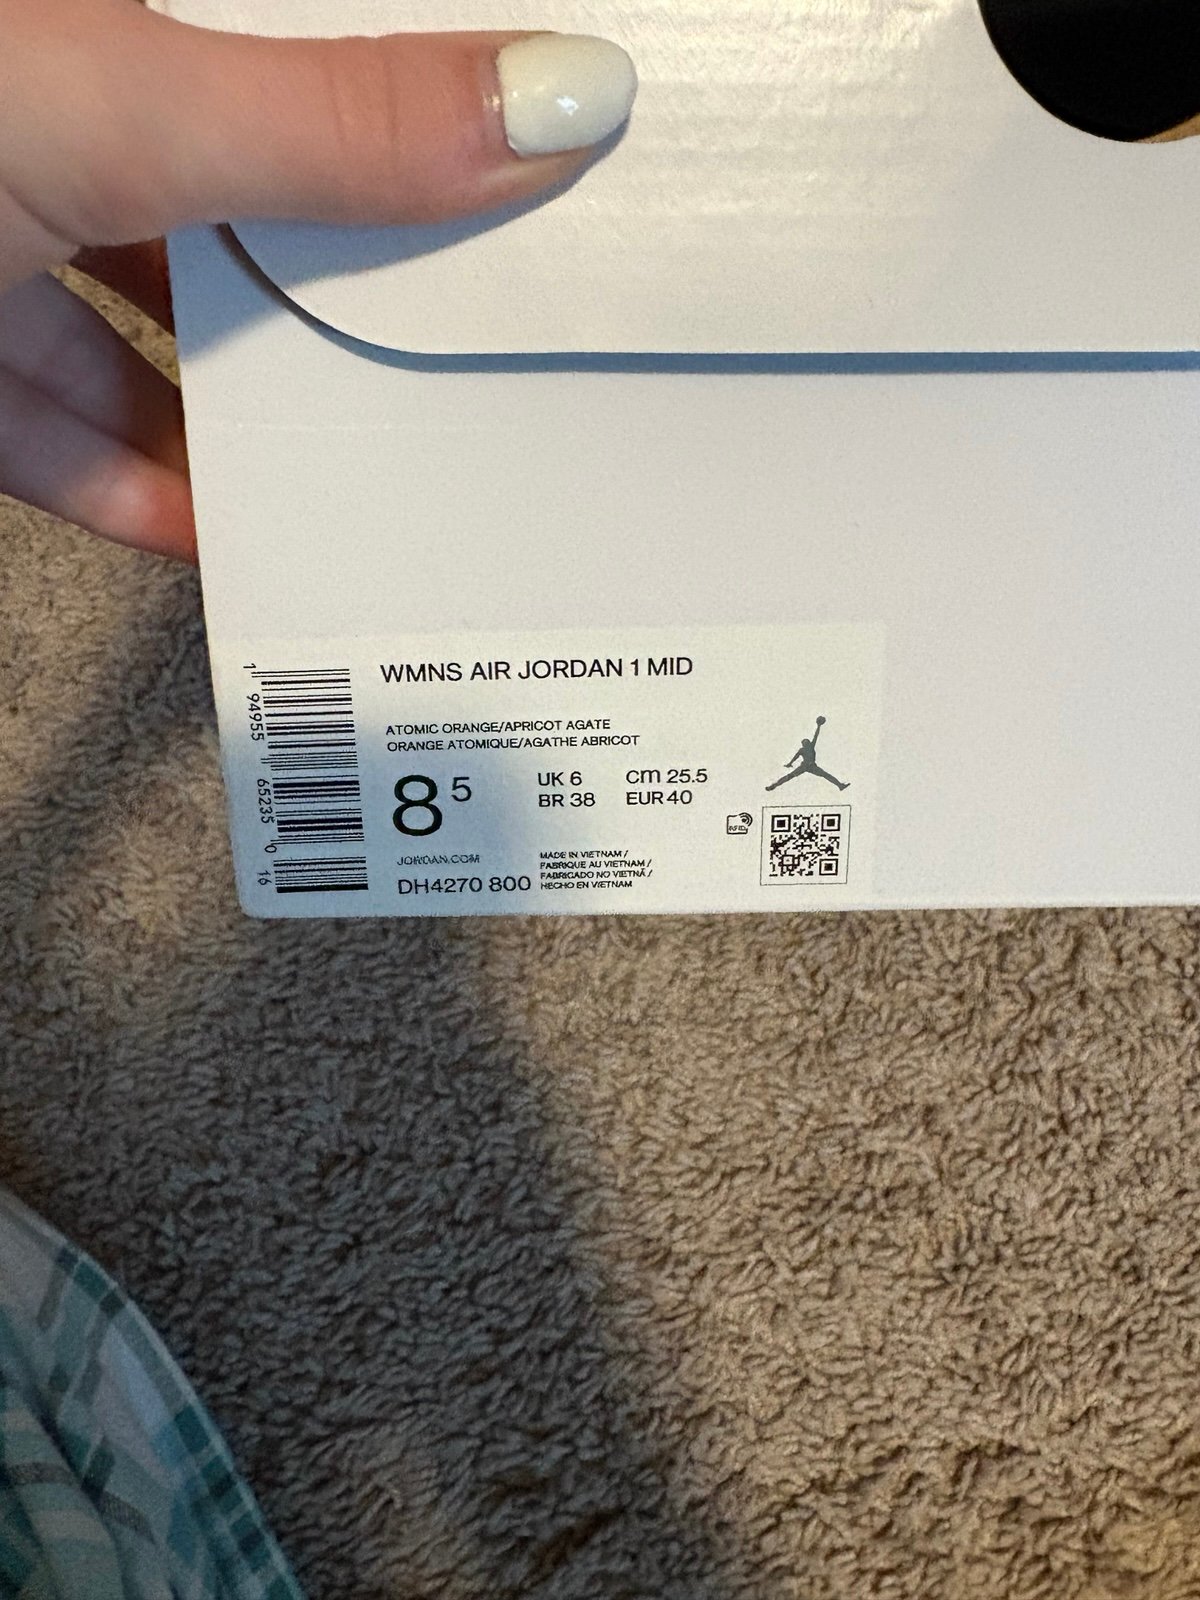 WMNS AIR JORDAN 1 MID
ATOMIC ORANGE/APRICOT AGATE
ORANGE ATOMIQUE/AGATHE ABRICOT
8 5
UK 6 cm 25.5
BR 38 EUR 40
RFID
JORDAN.COM
DH4270 800
MADE IN VIETNAM /
FABRIQUE AU VIETNAM /
FABRICADO NO VIETNÃ /
HECHO EN VIETNAM
1 94955 65235 0 16